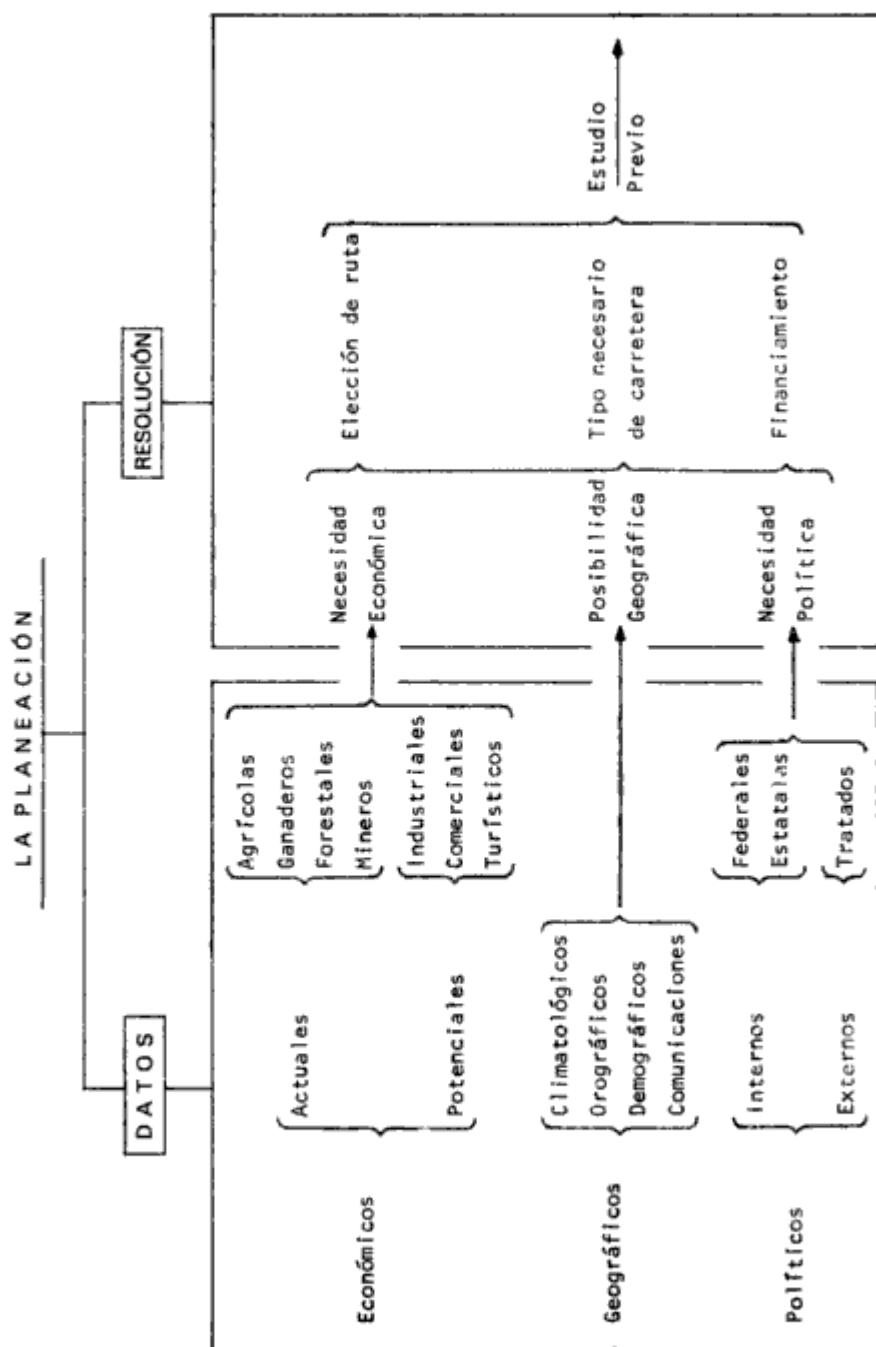 LA PLANEACIÓN
DATOS
RESOLUCIÓN
Económicos
Actuales
Agrícolas
Ganaderos
Forestales
Mineros
Potenciales
Industriales
Comerciales
Turísticos
Necesidad
Económica
Geográficos
Climatológicos
Orográficos
Demográficos
Comunicaciones
Posibilidad
Geográfica
Políticos
Internos
Federales
Estatalas
Externos
Tratados
Necesidad
Política
Elección de ruta
Tipo necesario
de carretera
Financiamiento
Estudio
Previo